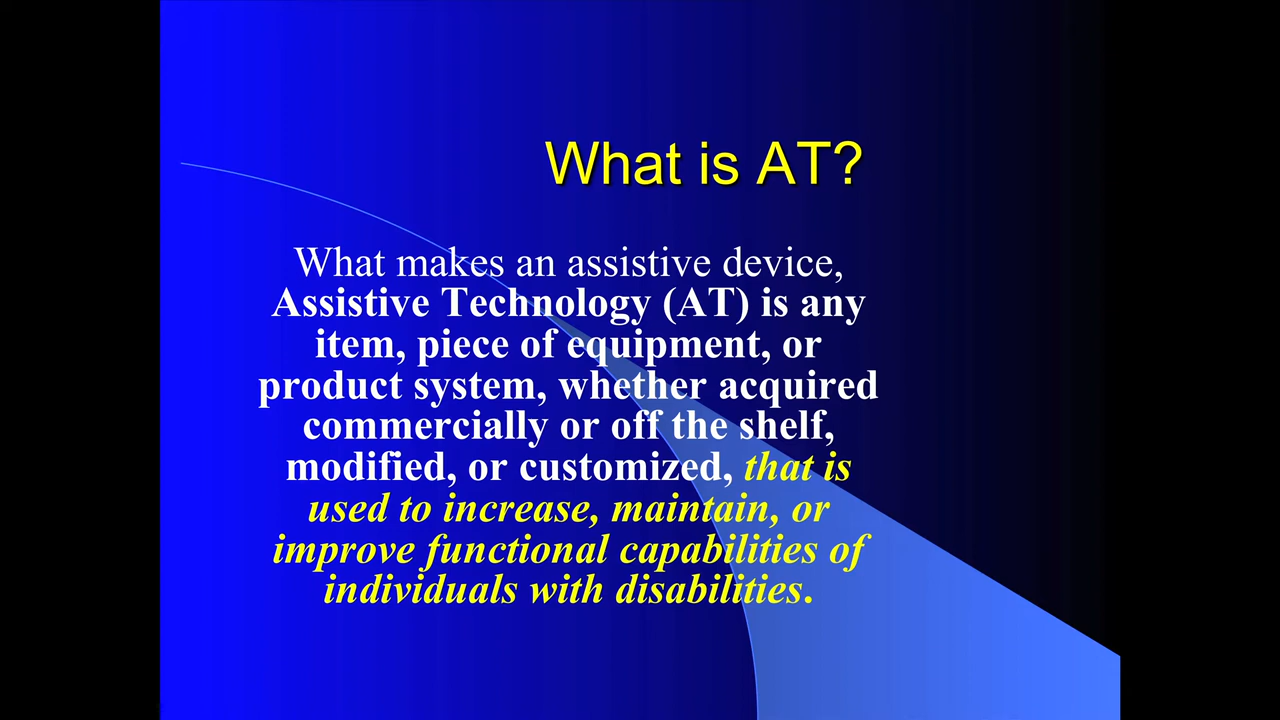 What is AT?
What makes an assistive device,
Assistive Technology (AT) is any
item, piece of equipment, or
product system, whether acquired
commercially or off the shelf,
modified, or customized, that is
used to increase, maintain, or
improve functional capabilities of
individuals with disabilities.